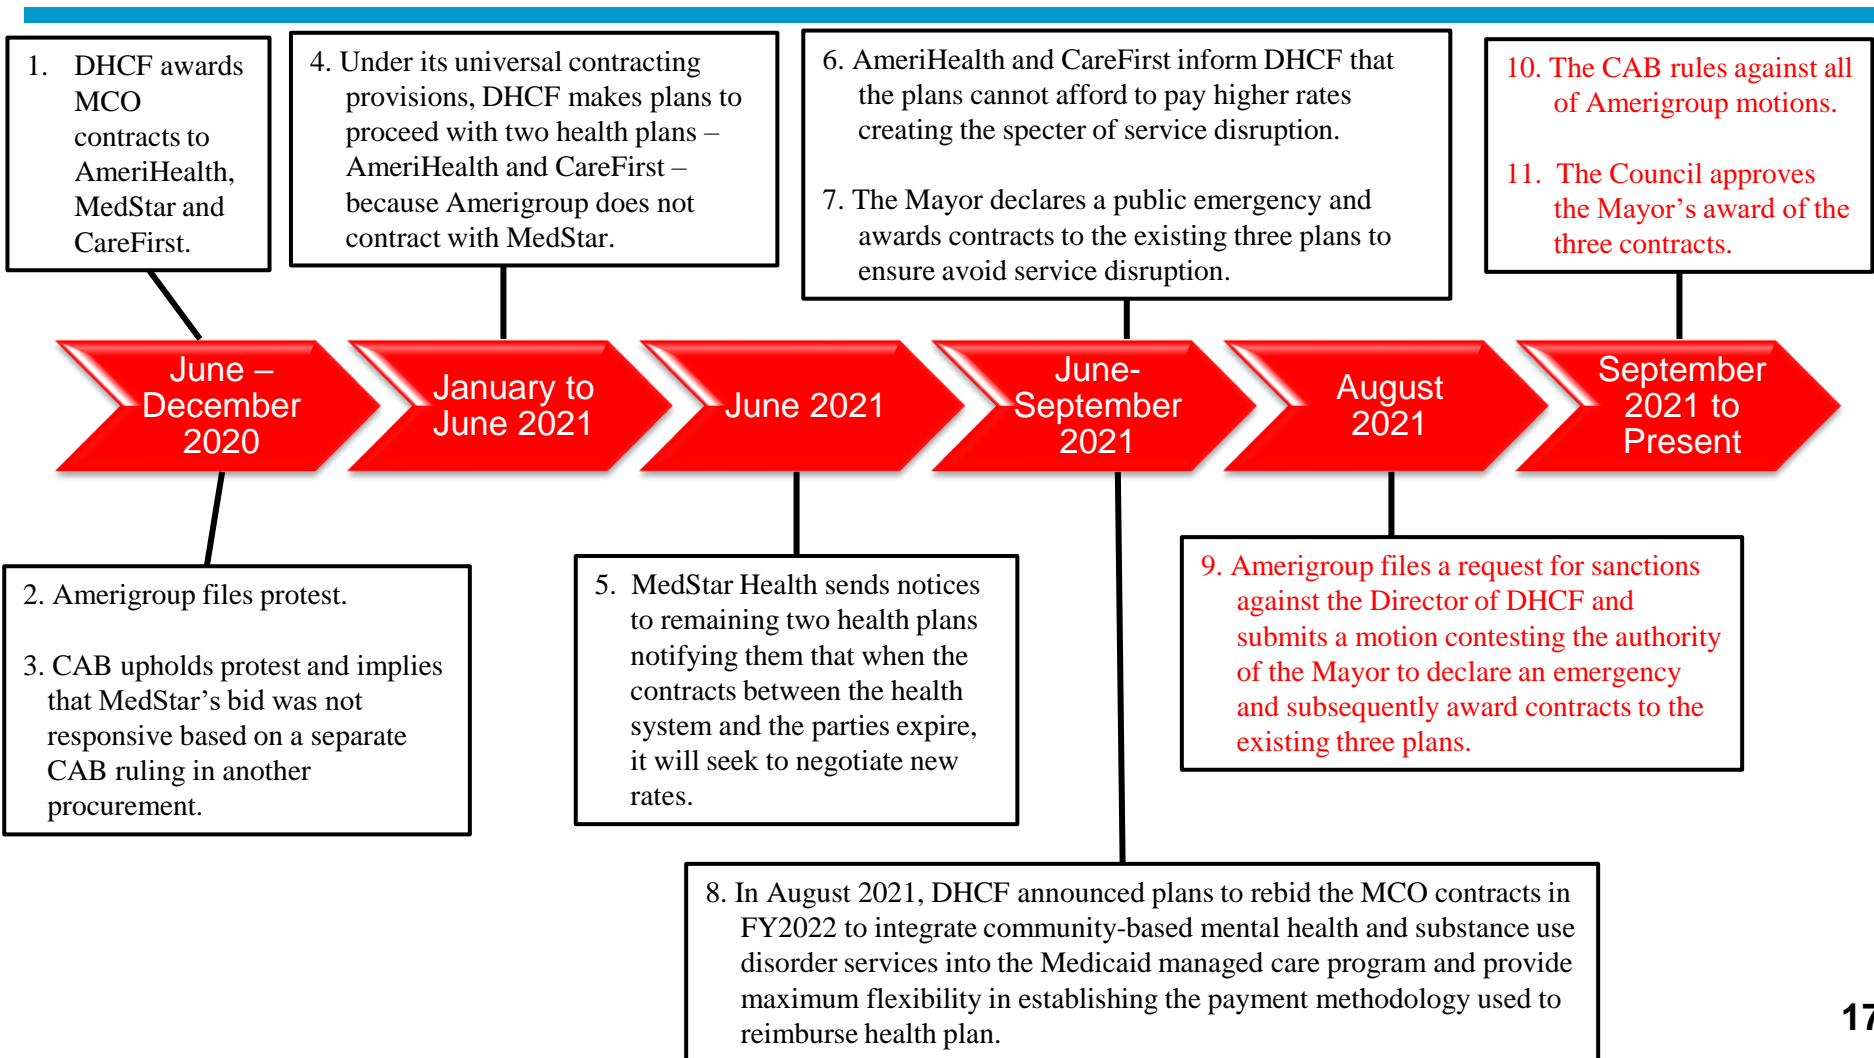 1. DHCF awards
MCO
contracts to
AmeriHealth,
MedStar and
CareFirst.
4. Under its universal contracting
provisions, DHCF makes plans to
proceed with two health plans –
AmeriHealth and CareFirst –
because Amerigroup does not
contract with MedStar.
6. AmeriHealth and CareFirst inform DHCF that
the plans cannot afford to pay higher rates
creating the specter of service disruption.
7. The Mayor declares a public emergency and
awards contracts to the existing three plans to
ensure avoid service disruption.
10. The CAB rules against all
of Amerigroup motions.
11. The Council approves
the Mayor’s award of the
three contracts.
June –
December
2020
January to
June 2021
June 2021
June-
September
2021
August
2021
September
2021 to
Present
2. Amerigroup files protest.
3. CAB upholds protest and implies
that MedStar’s bid was not
responsive based on a separate
CAB ruling in another
procurement.
5. MedStar Health sends notices
to remaining two health plans
notifying them that when the
contracts between the health
system and the parties expire,
it will seek to negotiate new
rates.
9. Amerigroup files a request for sanctions
against the Director of DHCF and
submits a motion contesting the authority
of the Mayor to declare an emergency
and subsequently award contracts to the
existing three plans.
8. In August 2021, DHCF announced plans to rebid the MCO contracts in
FY2022 to integrate community-based mental health and substance use
disorder services into the Medicaid managed care program and provide
maximum flexibility in establishing the payment methodology used to
reimburse health plan.
17